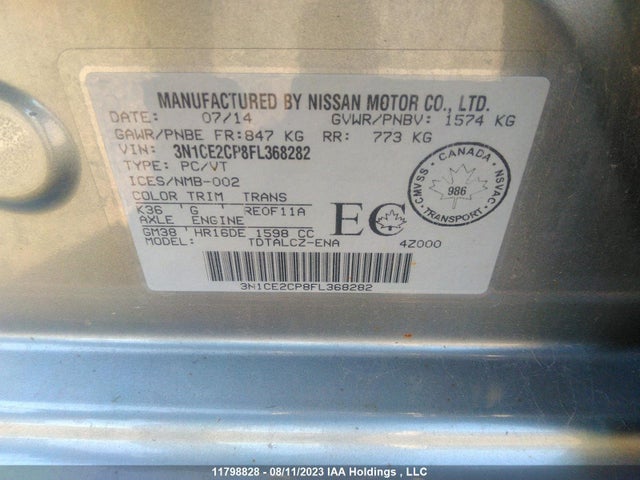 MANUFACTURED BY NISSAN MOTOR CO., LTD.
DATE: 07/14 GVWR/PNBV: 1574 KG
GAWR/PNBE FR: 847 KG RR: 773 KG
VIN: 3N1CE2CP8FL368282
TYPE: PC/VT
ICES/NMB-002
COLOR TRIM TRANS
K36 G RE0F11A
AXLE ENGINE
GM38 HR16DE 1598 CC
MODEL: TDTALCZ-ENA 4Z000
EC
CANADA
CMVSS 986 NSVAC
TRANSPORT
3N1CE2CP8FL368282
11798828 - 08/11/2023 IAA Holdings , LLC